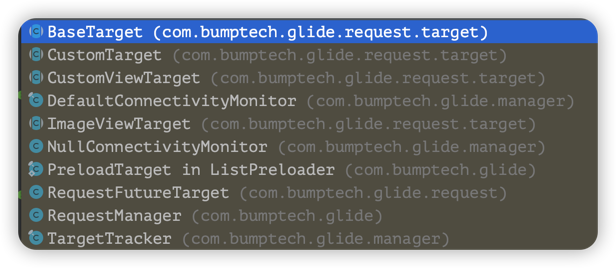 BaseTarget (com.bumptech.glide.request.target)
CustomTarget (com.bumptech.glide.request.target)
CustomViewTarget (com.bumptech.glide.request.target)
DefaultConnectivityMonitor (com.bumptech.glide.manager)
ImageViewTarget (com.bumptech.glide.request.target)
NullConnectivityMonitor (com.bumptech.glide.manager)
PreloadTarget in ListPreloader (com.bumptech.glide)
RequestFutureTarget (com.bumptech.glide.request)
RequestManager (com.bumptech.glide)
TargetTracker (com.bumptech.glide.manager)